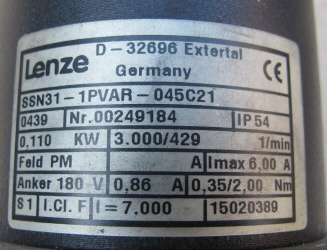 Lenze
D - 32696 Extertal
Germany
CE
SSN31 - 1PVAR - 045C21
0439 Nr.00249184 IP 54
0,110 KW 3.000/429 1/min
Feld PM A I max 6,00 A
Anker 180 V 0,86 A 0,35/2,00 Nm
S1 I.Cl. F i = 7,000 15020389